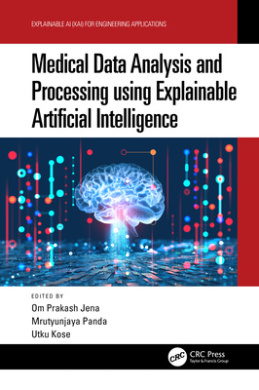 EXPLAINABLE AI (XAI) FOR ENGINEERING APPLICATIONS
Medical Data Analysis and
Processing using Explainable
Artificial Intelligence
EDITED BY
Om Prakash Jena
Mrutyunjaya Panda
Utku Kose
CRC
CRC Press
Taylor & Francis Group